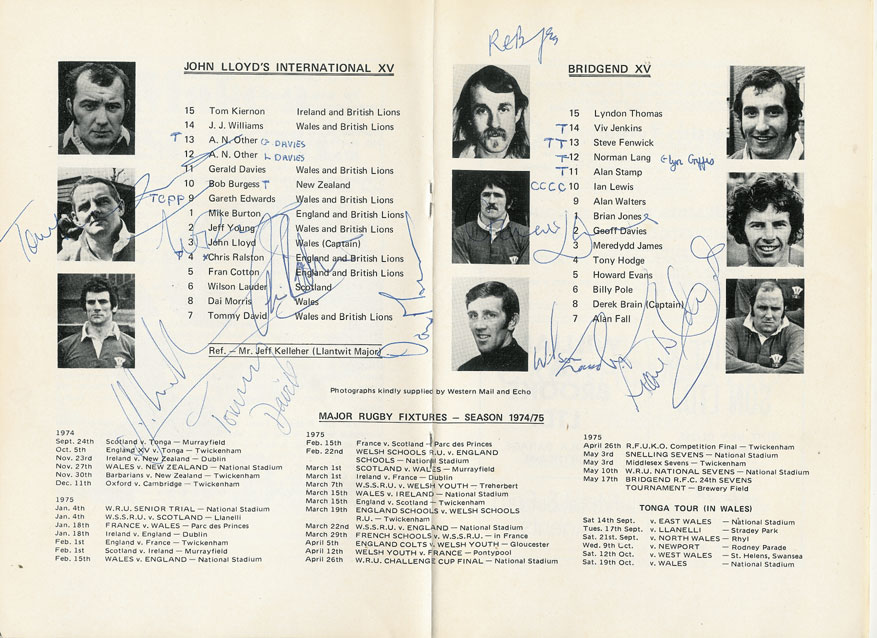 JOHN LLOYD'S INTERNATIONAL XV
15 Tom Kiernon Ireland and British Lions
14 J. J. Williams Wales and British Lions
T 13 A. N. Other G DAVIES
12 A. N. Other L DAVIES
11 Gerald Davies Wales and British Lions
10 Bob Burgess T New Zealand
TCPP 9 Gareth Edwards Wales and British Lions
1 Mike Burton England and British Lions
2 Jeff Young Wales and British Lions
3 John Lloyd Wales (Captain)
4 x Chris Ralston England and British Lions
5 Fran Cotton England and British Lions
6 Wilson Lauder Scotland
8 Dai Morris Wales
7 Tommy David Wales and British Lions
Ref. – Mr. Jeff Kelleher (Llantwit Major)
Tommy
David
BRIDGEND XV
15 Lyndon Thomas
T 14 Viv Jenkins
T T 13 Steve Fenwick
T 12 Norman Lang Glyn Griffis
T 11 Alan Stamp
CCCC 10 Ian Lewis
9 Alan Walters
1 Brian Jones
2 Geoff Davies
3 Meredydd James
4 Tony Hodge
5 Howard Evans
6 Billy Pole
8 Derek Brain (Captain)
7 Alan Fall
Wilson Lauder
Photographs kindly supplied by Western Mail and Echo
MAJOR RUGBY FIXTURES – SEASON 1974/75
1974
Sept. 24th Scotland v. Tonga – Murrayfield
Oct. 5th England XV v. Tonga – Twickenham
Nov. 23rd Ireland v. New Zealand – Dublin
Nov. 27th WALES v. NEW ZEALAND – National Stadium
Nov. 30th Barbarians v. New Zealand – Twickenham
Dec. 11th Oxford v. Cambridge – Twickenham
1975
Jan. 4th W.R.U. SENIOR TRIAL – National Stadium
Jan. 4th W.S.S.R.U. v. SCOTLAND – Llanelli
Jan. 18th FRANCE v. WALES – Parc des Princes
Jan. 18th Ireland v. England – Dublin
Feb. 1st England v. France – Twickenham
Feb. 1st Scotland v. Ireland – Murrayfield
Feb. 15th WALES v. ENGLAND – National Stadium
1975
Feb. 15th France v. Scotland – Parc des Princes
Feb. 22nd WELSH SCHOOLS R.U. v. ENGLAND
SCHOOLS – National Stadium
March 1st SCOTLAND v. WALES – Murrayfield
March 1st Ireland v. France – Dublin
March 7th W.S.S.R.U. v. WELSH YOUTH – Treherbert
March 15th WALES v. IRELAND – National Stadium
March 15th England v. Scotland – Twickenham
March 19th ENGLAND SCHOOLS v. WELSH SCHOOLS
R.U. – Twickenham
March 22nd W.S.S.R.U. v. ENGLAND – National Stadium
March 29th FRENCH SCHOOLS v. W.S.S.R.U. – in France
April 5th ENGLAND COLTS v. WELSH YOUTH – Gloucester
April 12th WELSH YOUTH v. FRANCE – Pontypool
April 26th W.R.U. CHALLENGE CUP FINAL – National Stadium
1975
April 26th R.F.U.K.O. Competition Final – Twickenham
May 3rd SNELLING SEVENS – National Stadium
May 3rd Middlesex Sevens – Twickenham
May 10th W.R.U. NATIONAL SEVENS – National Stadium
May 17th BRIDGEND R.F.C. 24th SEVENS
TOURNAMENT – Brewery Field
TONGA TOUR (IN WALES)
Sat 14th Sept. v. EAST WALES – National Stadium
Tues. 17th Sept. v. LLANELLI – Stradey Park
Sat. 21st. Sept. v. NORTH WALES – Rhyl
Wed. 9th Oct. v. NEWPORT – Rodney Parade
Sat. 12th Oct. v. WEST WALES – St. Helens, Swansea
Sat. 19th Oct. v. WALES – National Stadium